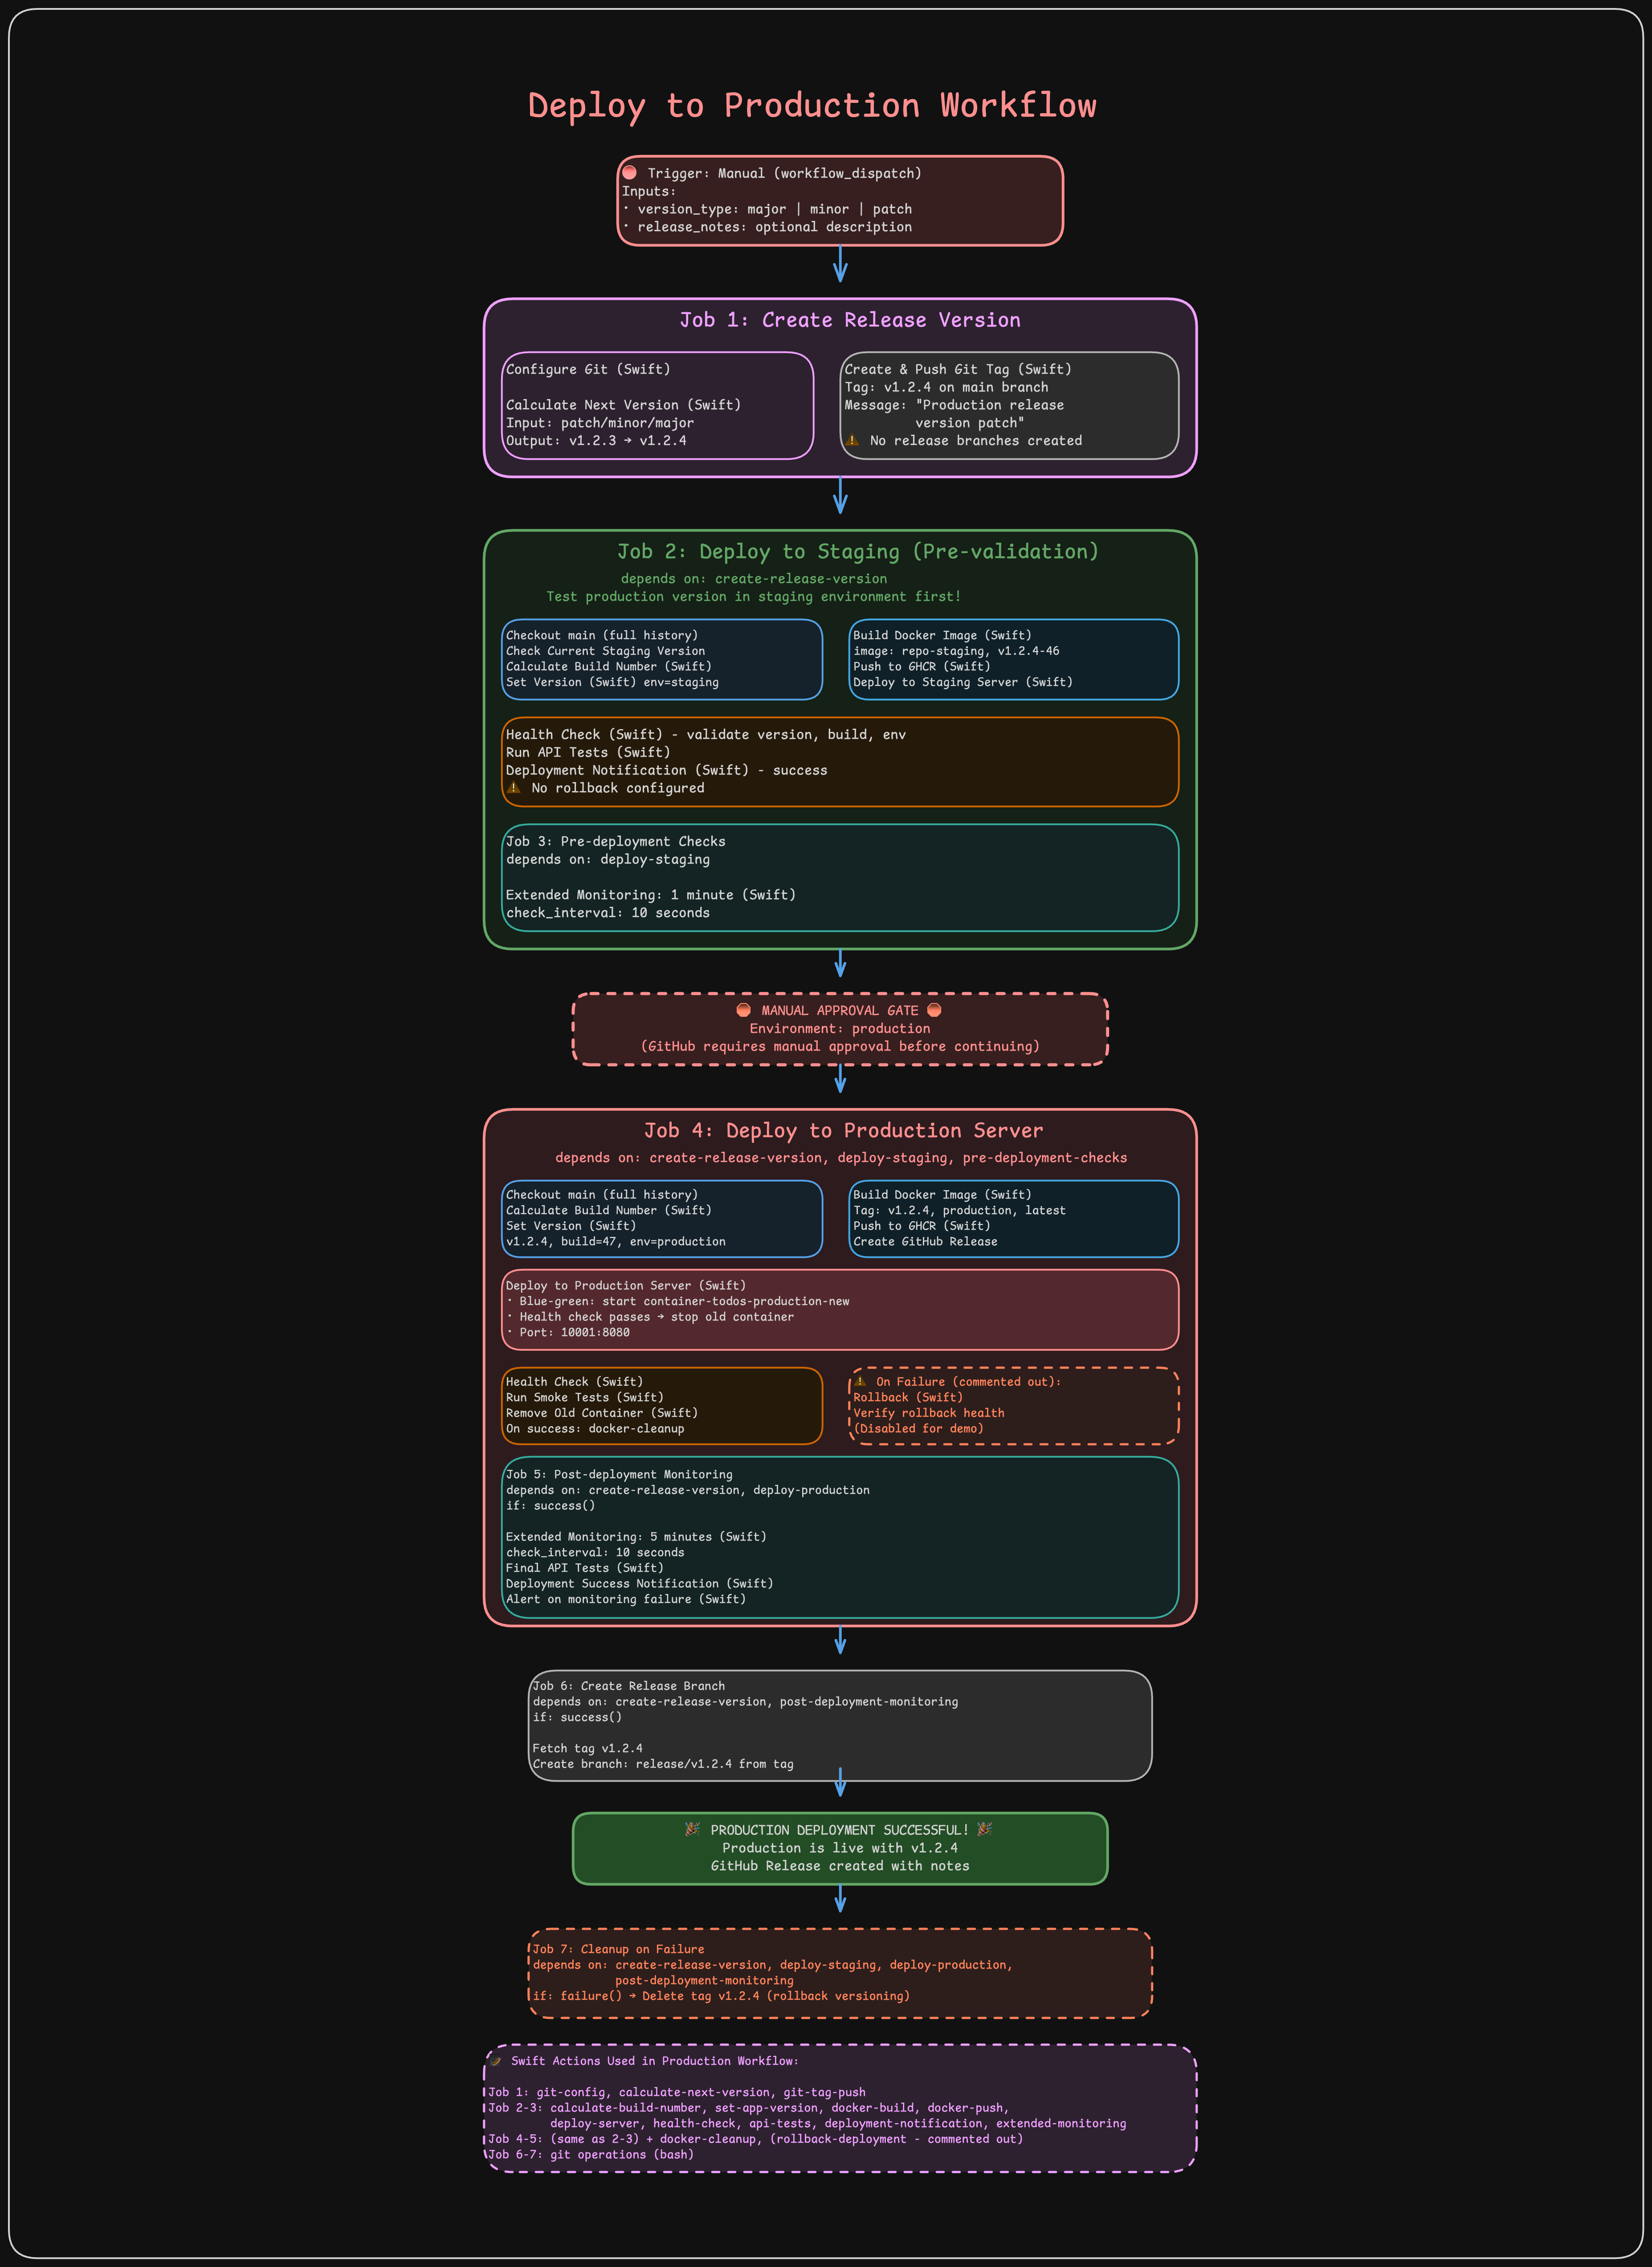 Deploy to Production Workflow
🔴 Trigger: Manual (workflow_dispatch)
Inputs:
• version_type: major | minor | patch
• release_notes: optional description
Job 1: Create Release Version
Configure Git (Swift)
Calculate Next Version (Swift)
Input: patch/minor/major
Output: v1.2.3 → v1.2.4
Create & Push Git Tag (Swift)
Tag: v1.2.4 on main branch
Message: "Production release
version patch"
⚠️ No release branches created
Job 2: Deploy to Staging (Pre-validation)
depends on: create-release-version
Test production version in staging environment first!
Checkout main (full history)
Check Current Staging Version
Calculate Build Number (Swift)
Set Version (Swift) env=staging
Build Docker Image (Swift)
image: repo-staging, v1.2.4-46
Push to GHCR (Swift)
Deploy to Staging Server (Swift)
Health Check (Swift) - validate version, build, env
Run API Tests (Swift)
Deployment Notification (Swift) - success
⚠️ No rollback configured
Job 3: Pre-deployment Checks
depends on: deploy-staging
Extended Monitoring: 1 minute (Swift)
check_interval: 10 seconds
🛑 MANUAL APPROVAL GATE 🛑
Environment: production
(GitHub requires manual approval before continuing)
Job 4: Deploy to Production Server
depends on: create-release-version, deploy-staging, pre-deployment-checks
Checkout main (full history)
Calculate Build Number (Swift)
Set Version (Swift)
v1.2.4, build=47, env=production
Build Docker Image (Swift)
Tag: v1.2.4, production, latest
Push to GHCR (Swift)
Create GitHub Release
Deploy to Production Server (Swift)
• Blue-green: start container-todos-production-new
• Health check passes → stop old container
• Port: 10001:8080
Health Check (Swift)
Run Smoke Tests (Swift)
Remove Old Container (Swift)
On success: docker-cleanup
⚠️ On Failure (commented out):
Rollback (Swift)
Verify rollback health
(Disabled for demo)
Job 5: Post-deployment Monitoring
depends on: create-release-version, deploy-production
if: success()
Extended Monitoring: 5 minutes (Swift)
check_interval: 10 seconds
Final API Tests (Swift)
Deployment Success Notification (Swift)
Alert on monitoring failure (Swift)
Job 6: Create Release Branch
depends on: create-release-version, post-deployment-monitoring
if: success()
Fetch tag v1.2.4
Create branch: release/v1.2.4 from tag
🎉 PRODUCTION DEPLOYMENT SUCCESSFUL! 🎉
Production is live with v1.2.4
GitHub Release created with notes
Job 7: Cleanup on Failure
depends on: create-release-version, deploy-staging, deploy-production,
post-deployment-monitoring
if: failure() → Delete tag v1.2.4 (rollback versioning)
Swift Actions Used in Production Workflow:
Job 1: git-config, calculate-next-version, git-tag-push
Job 2-3: calculate-build-number, set-app-version, docker-build, docker-push,
deploy-server, health-check, api-tests, deployment-notification, extended-monitoring
Job 4-5: (same as 2-3) + docker-cleanup, (rollback-deployment - commented out)
Job 6-7: git operations (bash)